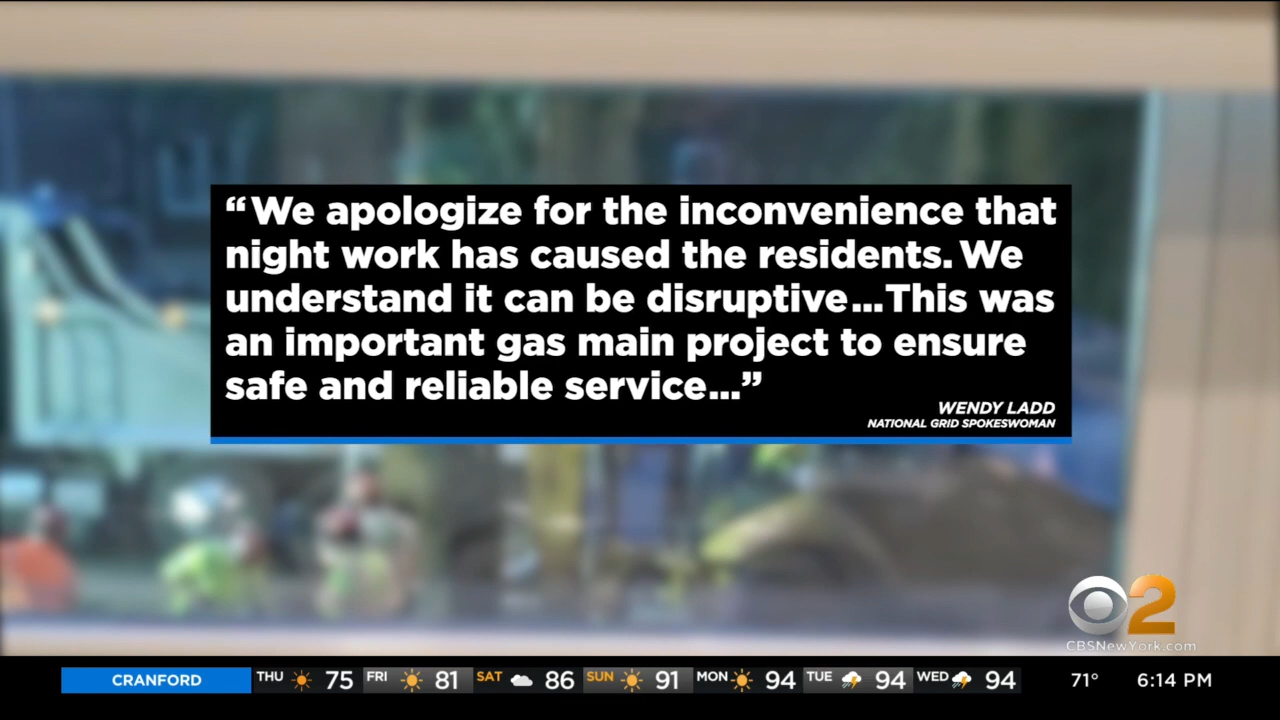 “We apologize for the inconvenience that
night work has caused the residents. We
understand it can be disruptive...This was
an important gas main project to ensure
safe and reliable service...”
WENDY LADD
NATIONAL GRID SPOKESWOMAN
2
CBSNewYork.com
CRANFORD THU 75 FRI 81 SAT 86 SUN 91 MON 94 TUE 94 WED 94 71° 6:14 PM